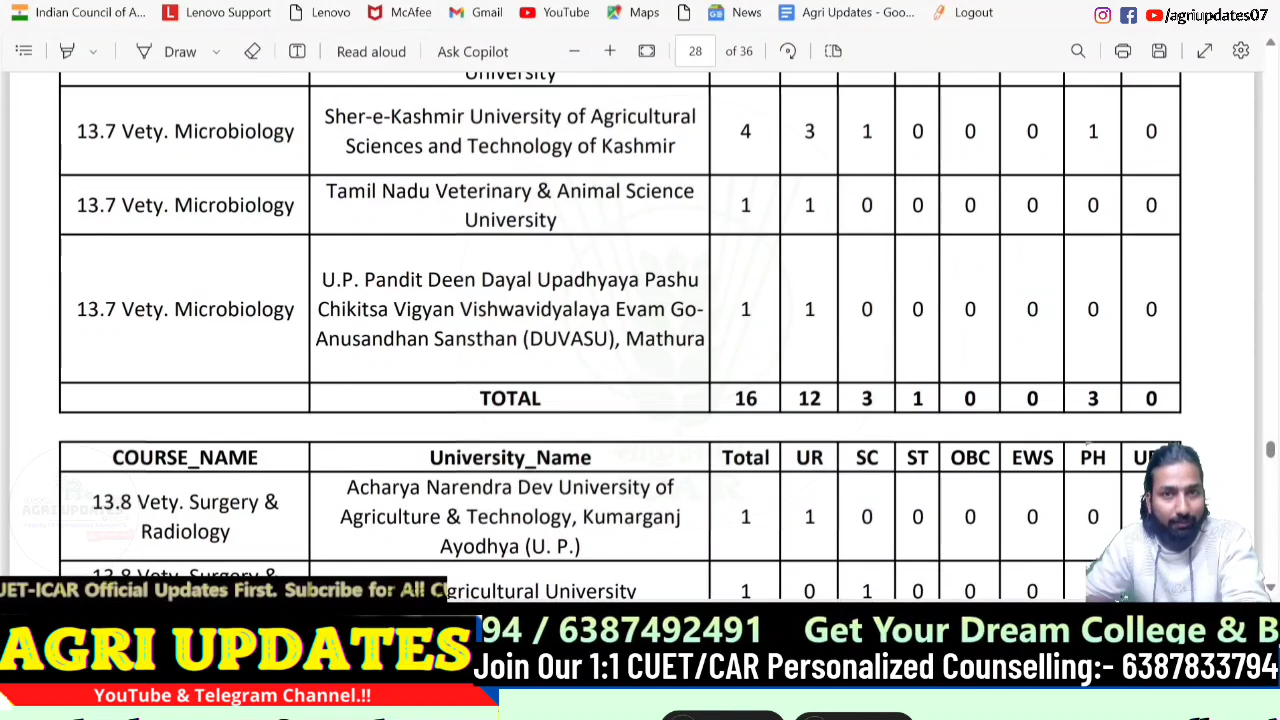 Indian Council of A...
Lenovo Support
Lenovo
McAfee
Gmail
YouTube
Maps
News
Agri Updates - Goo...
Logout
/agriupdates07
Draw
Read aloud
Ask Copilot
28 of 36
University
13.7 Vety. Microbiology
Sher-e-Kashmir University of Agricultural
Sciences and Technology of Kashmir
4 3 1 0 0 0 1 0
13.7 Vety. Microbiology
Tamil Nadu Veterinary & Animal Science
University
1 1 0 0 0 0 0 0
13.7 Vety. Microbiology
U.P. Pandit Deen Dayal Upadhyaya Pashu
Chikitsa Vigyan Vishwavidyalaya Evam Go-
Anusandhan Sansthan (DUVASU), Mathura
1 1 0 0 0 0 0 0
TOTAL 16 12 3 1 0 0 3 0
COURSE_NAME University_Name Total UR SC ST OBC EWS PH
13.8 Vety. Surgery &
Radiology
Acharya Narendra Dev University of
Agriculture & Technology, Kumarganj
Ayodhya (U. P.)
1 1 0 0 0 0 0
13.8 Vety. Surgery &
gricultural University
1 0 1 0 0 0
UET-ICAR Official Updates First. Subcribe for All CU
AGRI UPDATES
YouTube & Telegram Channel.!!
94 / 6387492491 Get Your Dream College & B
Join Our 1:1 CUET/CAR Personalized Counselling:- 6387833794